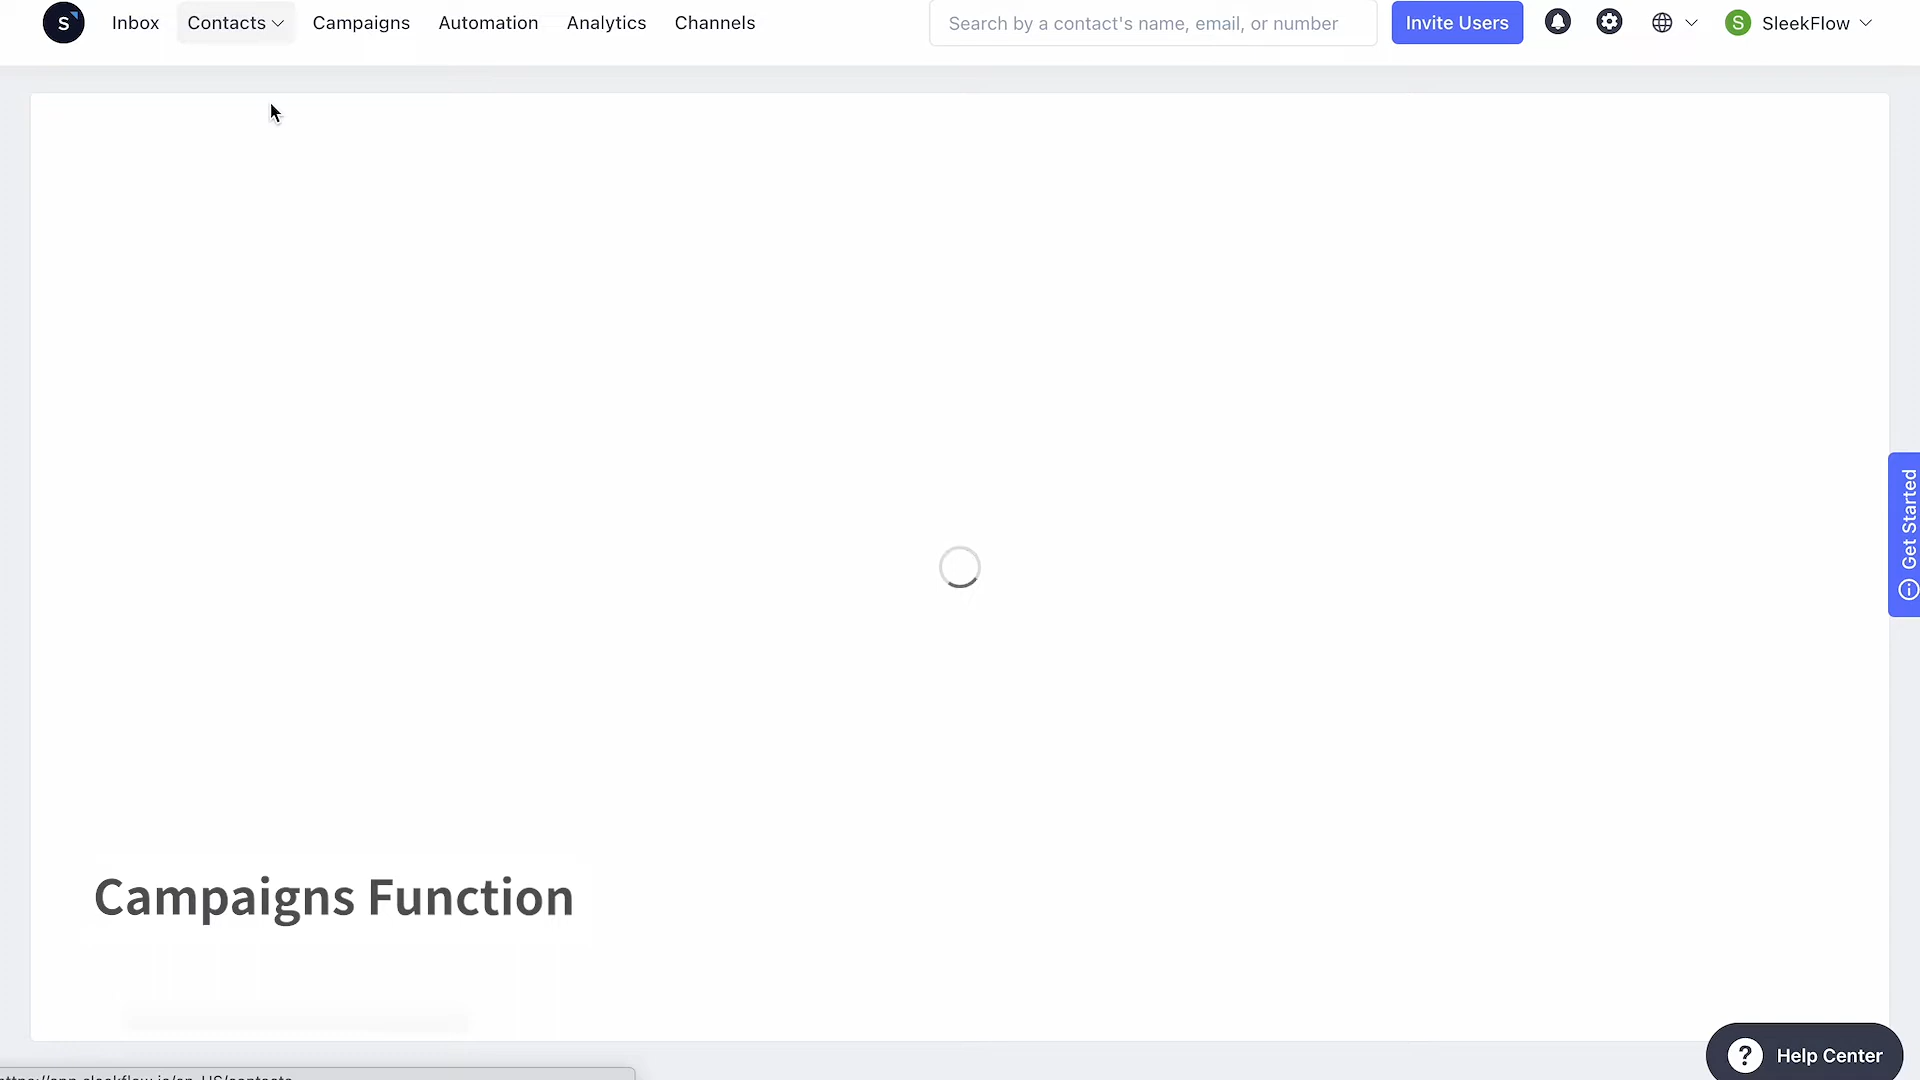 S Inbox Contacts Campaigns Automation Analytics Channels Search by a contact's name, email, or number Invite Users S SleekFlow
Get Started
Campaigns Function
? Help Center